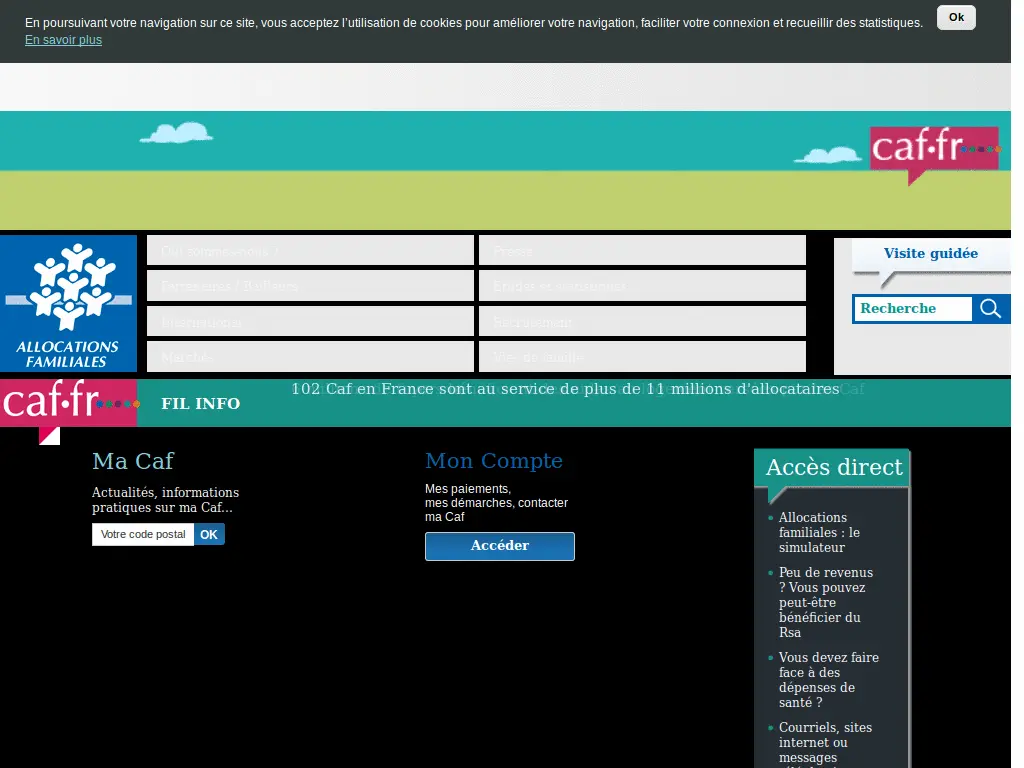 En poursuivant votre navigation sur ce site, vous acceptez l’utilisation de cookies pour améliorer votre navigation, faciliter votre connexion et recueillir des statistiques.
Ok
En savoir plus
caf.fr
Qui sommes-nous ?
Presse
Partenaires / Bailleurs
International
Recrutement
Marchés
Vies de famille
Visite guidée
Recherche
ALLOCATIONS
FAMILIALES
caf.fr
FIL INFO
102 Caf en France sont au service de plus de 11 millions d'allocataires
Ma Caf
Actualités, informations
pratiques sur ma Caf...
Votre code postal
OK
Mon Compte
Mes paiements,
mes démarches, contacter
ma Caf
Accéder
Accès direct
Allocations
familiales : le
simulateur
Peu de revenus
? Vous pouvez
peut-être
bénéficier du
Rsa
Vous devez faire
face à des
dépenses de
santé ?
Courriels, sites
internet ou
messages